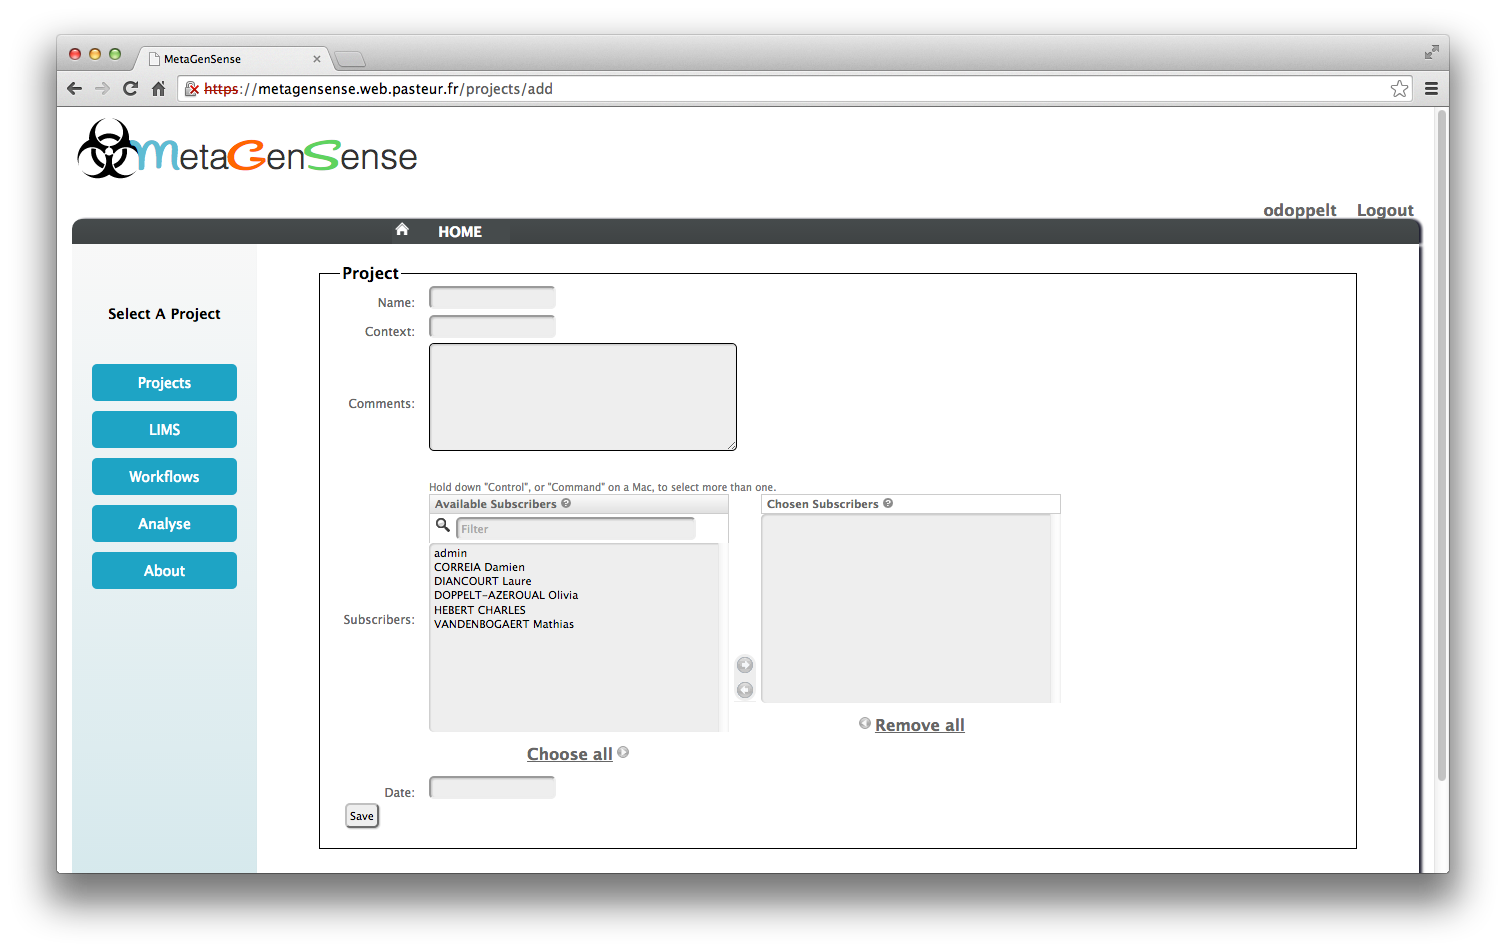 MetaGenSense
https://metagensense.web.pasteur.fr/projects/add
MetaGenSense
odoppelt Logout
HOME
Select A Project
Projects
LIMS
Workflows
Analyse
About
Project
Name:
Context:
Comments:
Hold down "Control", or "Command" on a Mac, to select more than one.
Available Subscribers ?
Filter
admin
CORREIA Damien
DIANCOURT Laure
DOPPELT-AZEROUAL Olivia
HEBERT CHARLES
VANDENBOGAERT Mathias
Subscribers:
Choose all
Chosen Subscribers ?
Remove all
Date:
Save